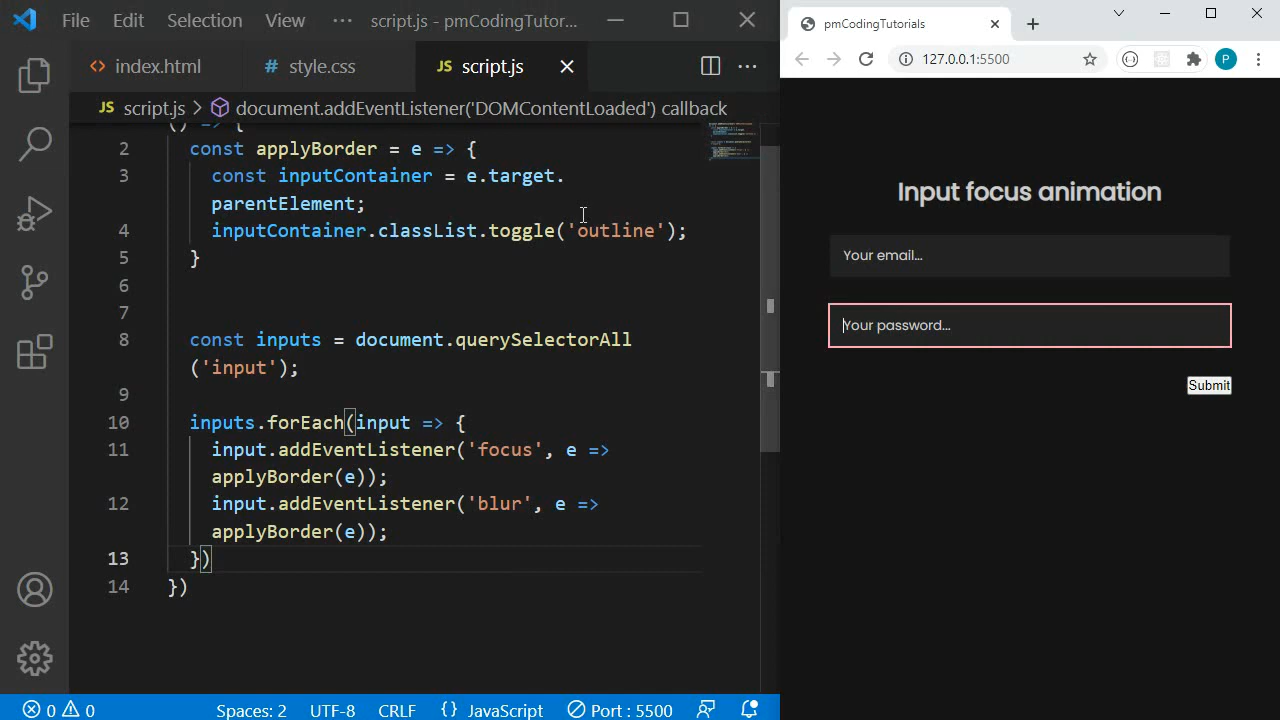 File Edit Selection View ··· script.js - pmCodingTutor...
index.html style.css JS script.js
JS script.js > document.addEventListener('DOMContentLoaded') callback
() => {
2 const applyBorder = e => {
3 const inputContainer = e.target.
parentElement;
4 inputContainer.classList.toggle('outline');
5 }
6
7
8 const inputs = document.querySelectorAll
('input');
9
10 inputs.forEach(input => {
11 input.addEventListener('focus', e =>
applyBorder(e));
12 input.addEventListener('blur', e =>
applyBorder(e));
13 })
14 })
0 0 Spaces: 2 UTF-8 CRLF {} JavaScript Port : 5500
pmCodingTutorials
127.0.0.1:5500 P
Input focus animation
Your email...
Your password...
Submit